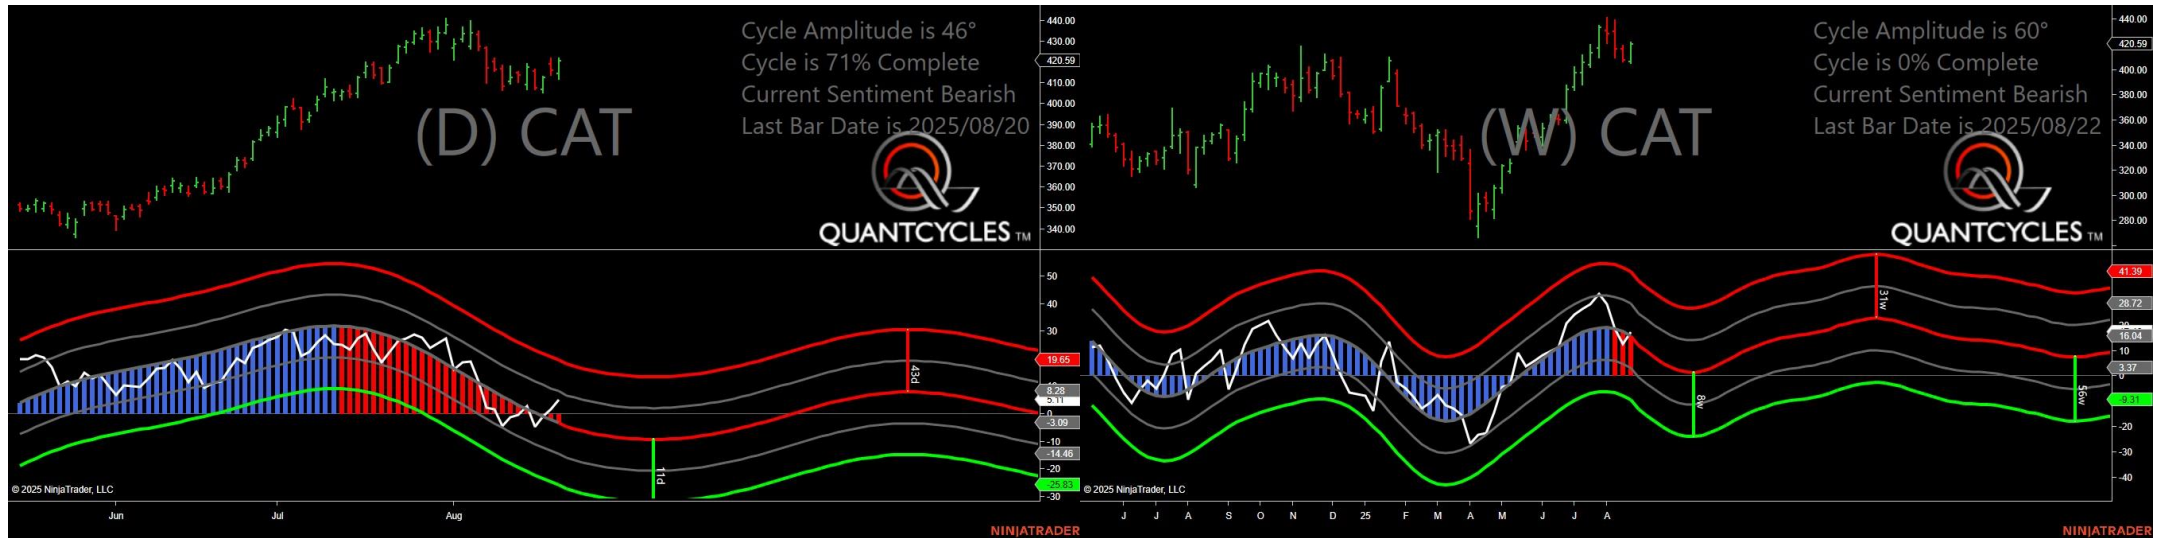 Cycle Amplitude is 46°
Cycle is 71% Complete
Current Sentiment Bearish
Last Bar Date is 2025/08/20
(D) CAT
QUANTCYCLES TM
440.00
430.00
420.59
410.00
400.00
390.00
380.00
370.00
360.00
350.00
340.00
50
40
30
19.65
8.28
5.11
0
-3.09
-10
-14.46
-20
-25.83
-30
43d
11d
© 2025 NinjaTrader, LLC
Jun
Jul
Aug
NINJATRADER
Cycle Amplitude is 60°
Cycle is 0% Complete
Current Sentiment Bearish
Last Bar Date is 2025/08/22
(W) CAT
QUANTCYCLES TM
440.00
420.59
400.00
380.00
360.00
340.00
320.00
300.00
280.00
41.39
28.72
16.04
10
3.37
0
-9.31
-20
-30
-40
31w
8w
56w
© 2025 NinjaTrader, LLC
J
J
A
S
O
N
D
25
F
M
A
M
J
J
A
NINJATRADER